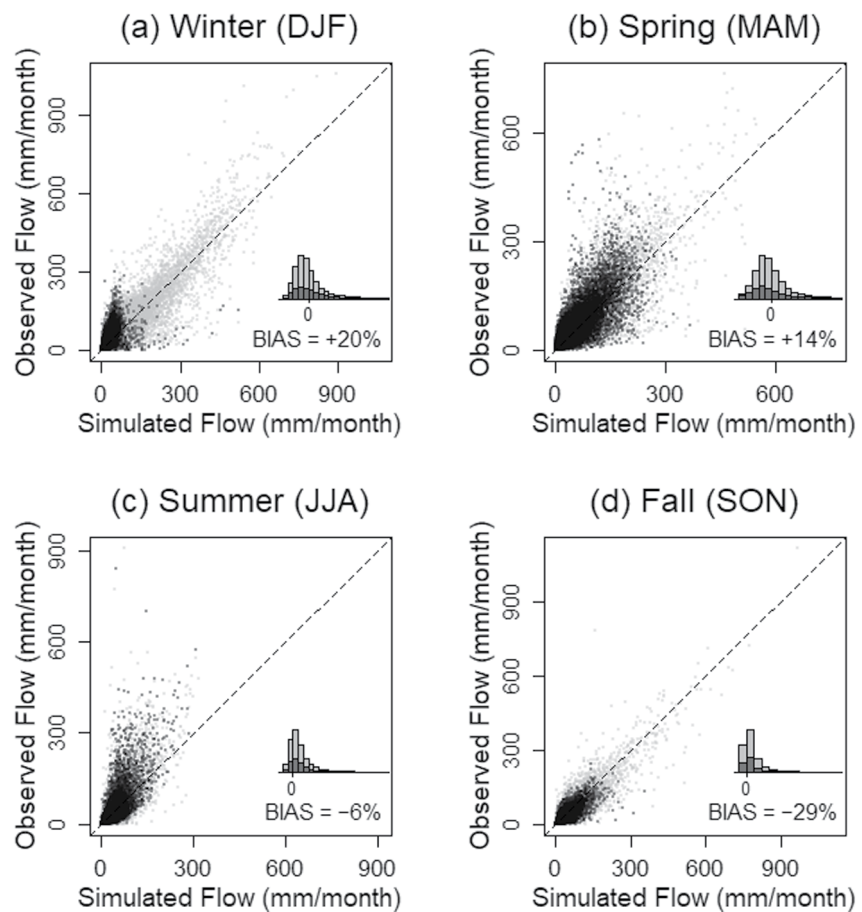 (a) Winter (DJF)
Observed Flow (mm/month)
900
600
300
0
0
BIAS = +20%
0 300 600 900
Simulated Flow (mm/month)
(b) Spring (MAM)
Observed Flow (mm/month)
600
300
0
0
BIAS = +14%
0 300 600
Simulated Flow (mm/month)
(c) Summer (JJA)
Observed Flow (mm/month)
900
600
300
0
0
BIAS = −6%
0 300 600 900
Simulated Flow (mm/month)
(d) Fall (SON)
Observed Flow (mm/month)
900
600
300
0
0
BIAS = −29%
0 300 600 900
Simulated Flow (mm/month)